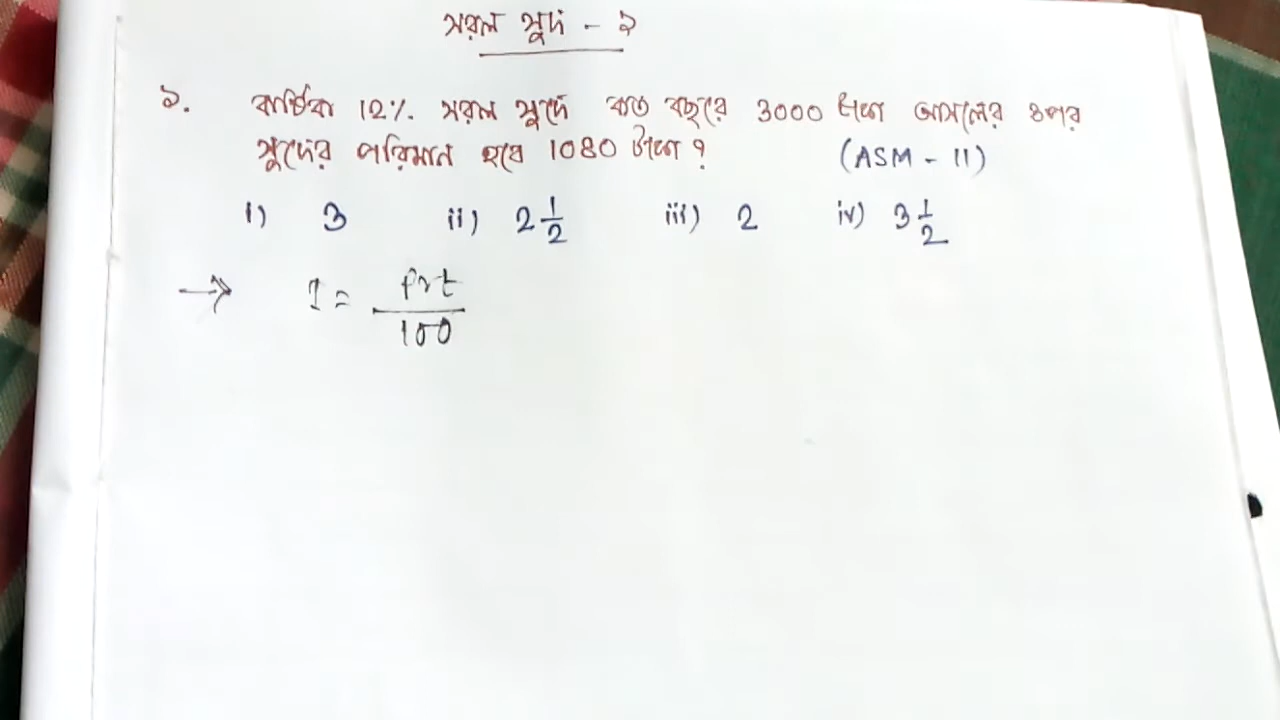 সরল সুদ - ১
১. বার্ষিক 12% সরল সুদে কত বছরে 3000 টাকা আসলের ওপর
সুদের পরিমান হবে 1080 টাকা ? (ASM - 11)
i) 3 ii) 2 1/2 iii) 2 iv) 3 1/2
→ I = Prt/100